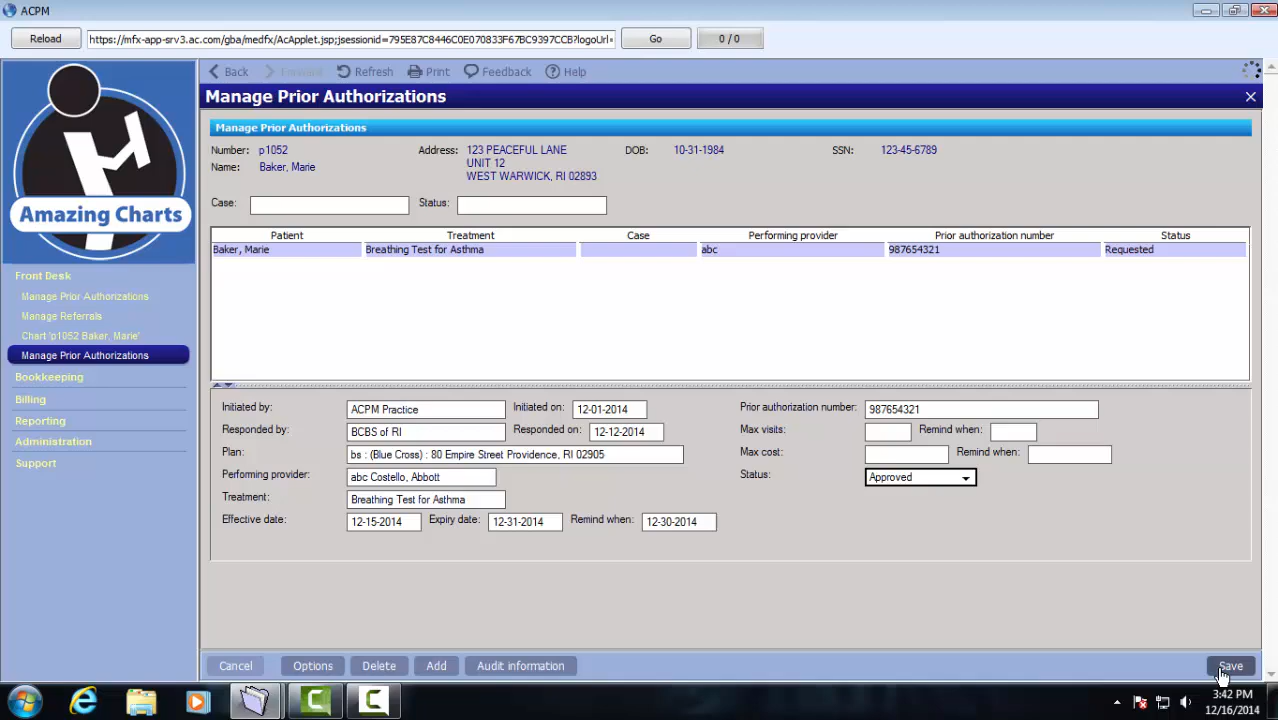 ACPM
Reload https://mfx-app-srv3.ac.com/gba/medfx/AcApplet.jsp;jsessionid=795E87C8446C0E070833F67BC9397CCB?logoUrl= Go 0 / 0
Back Forward Refresh Print Feedback Help
Manage Prior Authorizations
Manage Prior Authorizations
Number: p1052 Address: 123 PEACEFUL LANE DOB: 10-31-1984 SSN: 123-45-6789
Name: Baker, Marie UNIT 12
WEST WARWICK, RI 02893
Case: Status:
Patient Treatment Case Performing provider Prior authorization number Status
Baker, Marie Breathing Test for Asthma abc 987654321 Requested
Amazing Charts
Front Desk
Manage Prior Authorizations
Manage Referrals
Chart 'p1052 Baker, Marie'
Manage Prior Authorizations
Bookkeeping
Billing
Reporting
Administration
Support
Initiated by: ACPM Practice Initiated on: 12-01-2014 Prior authorization number: 987654321
Responded by: BCBS of RI Responded on: 12-12-2014 Max visits: Remind when:
Plan: bs : (Blue Cross) : 80 Empire Street Providence, RI 02905 Max cost: Remind when:
Performing provider: abc Costello, Abbott Status: Approved
Treatment: Breathing Test for Asthma
Effective date: 12-15-2014 Expiry date: 12-31-2014 Remind when: 12-30-2014
Cancel Options Delete Add Audit information Save
3:42 PM
12/16/2014